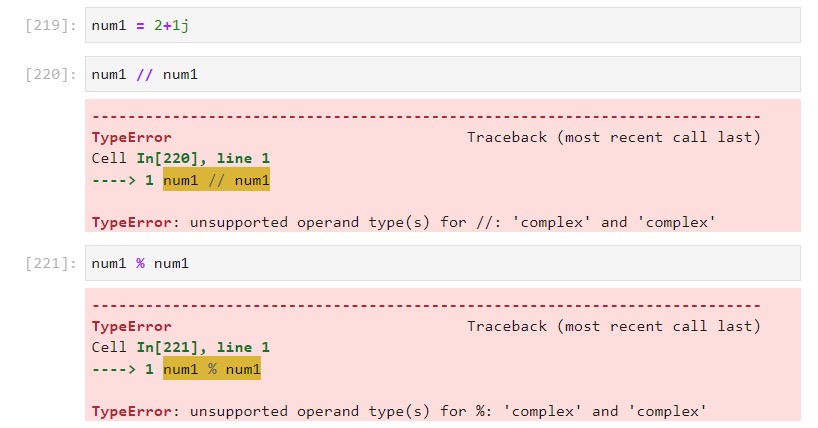 [219]: num1 = 2+1j
[220]: num1 // num1
---------------------------------------------------------------------------
TypeError Traceback (most recent call last)
Cell In[220], line 1
----> 1 num1 // num1
TypeError: unsupported operand type(s) for //: 'complex' and 'complex'
[221]: num1 % num1
---------------------------------------------------------------------------
TypeError Traceback (most recent call last)
Cell In[221], line 1
----> 1 num1 % num1
TypeError: unsupported operand type(s) for %: 'complex' and 'complex'